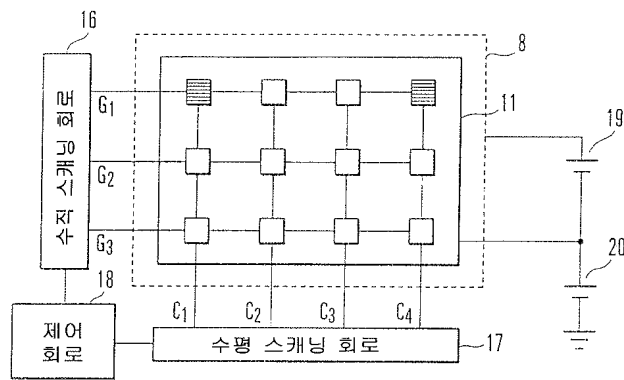 16
8
11
19
G1
수직 스캐닝 회로
G2
G3
20
18
C1
C2
C3
C4
제어
회로
수평 스캐닝 회로
17